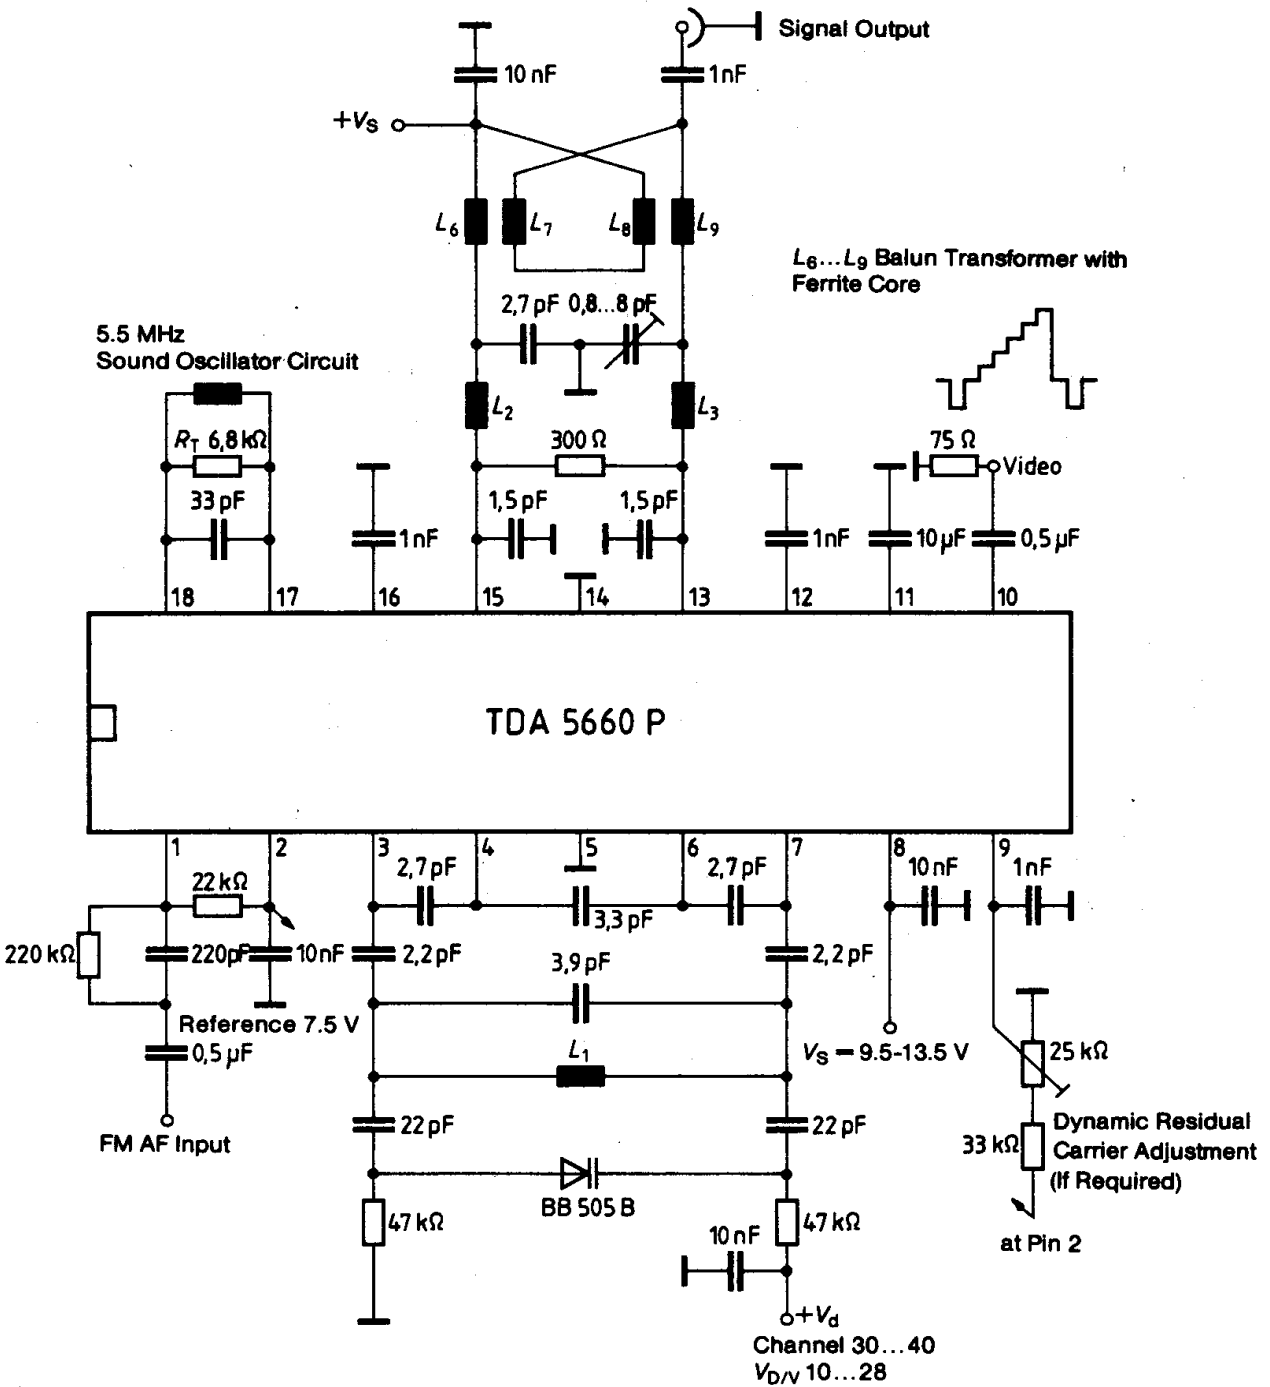 Signal Output
10 nF
1nF
+VS
L6
L7
L8
L9
L6...L9 Balun Transformer with
Ferrite Core
2,7 pF
0,8...8 pF
5.5 MHz
Sound Oscillator Circuit
L2
L3
RT 6,8 kΩ
300 Ω
75 Ω
Video
33 pF
1,5 pF
1,5 pF
1nF
1nF
10 µF
0,5 µF
18
17
16
15
14
13
12
11
10
TDA 5660 P
1
2
3
4
5
6
7
8
9
22 kΩ
2,7 pF
2,7 pF
10 nF
1nF
3,3 pF
220 kΩ
220pF
10nF
2,2 pF
3,9 pF
2,2 pF
Reference 7.5 V
0,5 µF
L1
VS = 9.5-13.5 V
25 kΩ
FM AF Input
22 pF
22 pF
33 kΩ
Dynamic Residual
Carrier Adjustment
(If Required)
BB 505 B
47 kΩ
47 kΩ
10 nF
at Pin 2
+Vd
Channel 30...40
VD/V 10...28